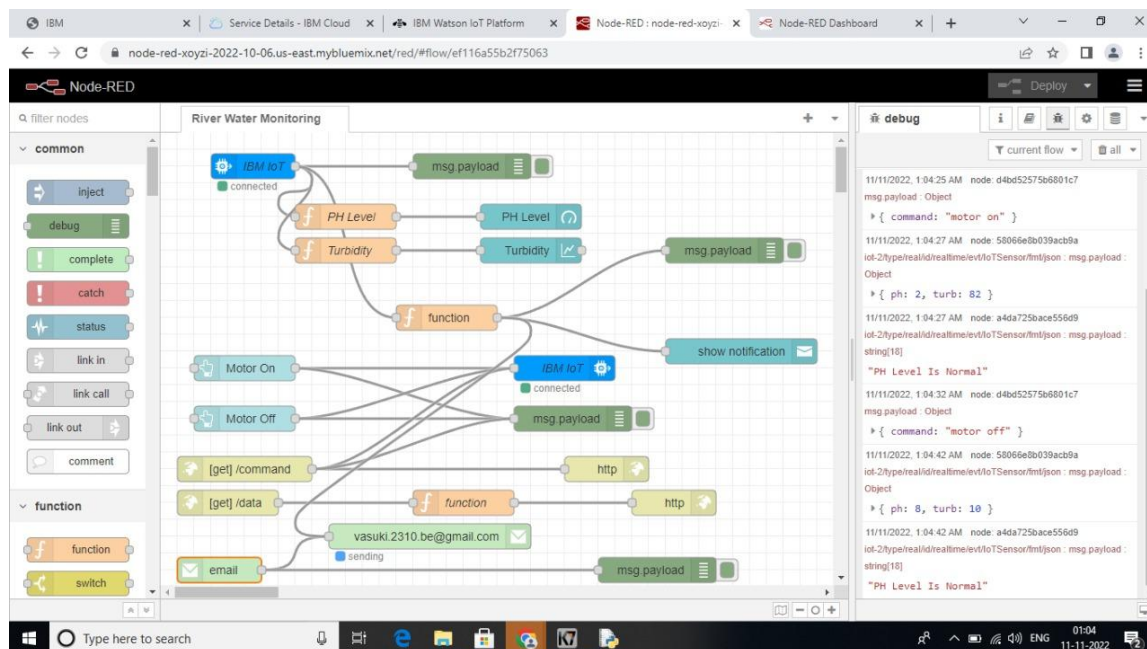 IBM
Service Details - IBM Cloud
IBM Watson IoT Platform
Node-RED : node-red-xoyzi-
Node-RED Dashboard
node-red-xoyzi-2022-10-06.us-east.mybluemix.net/red/#flow/ef116a55b2f75063
Node-RED
Deploy
filter nodes
common
inject
debug
complete
catch
status
link in
link call
link out
comment
function
function
switch
River Water Monitoring
IBM IoT
connected
msg.payload
PH Level
PH Level
Turbidity
Turbidity
msg.payload
function
show notification
Motor On
IBM IoT
connected
Motor Off
msg.payload
[get] /command
http
[get] /data
function
http
vasuki.2310.be@gmail.com
sending
email
msg.payload
debug
current flow
all
11/11/2022, 1:04:25 AM node: d4bd52575b6801c7
msg.payload : Object
{ command: "motor on" }
11/11/2022, 1:04:27 AM node: 58066e8b039acb9a
iot-2/type/real/id/realtime/evt/IoTSensor/fmt/json : msg.payload :
Object
{ ph: 2, turb: 82 }
11/11/2022, 1:04:27 AM node: a4da725bace556d9
iot-2/type/real/id/realtime/evt/IoTSensor/fmt/json : msg.payload :
string[18]
"PH Level Is Normal"
11/11/2022, 1:04:32 AM node: d4bd52575b6801c7
msg.payload : Object
{ command: "motor off" }
11/11/2022, 1:04:42 AM node: 58066e8b039acb9a
iot-2/type/real/id/realtime/evt/IoTSensor/fmt/json : msg.payload :
Object
{ ph: 8, turb: 10 }
11/11/2022, 1:04:42 AM node: a4da725bace556d9
iot-2/type/real/id/realtime/evt/IoTSensor/fmt/json : msg.payload :
string[18]
"PH Level Is Normal"
Type here to search
K7
ENG
01:04
11-11-2022
2